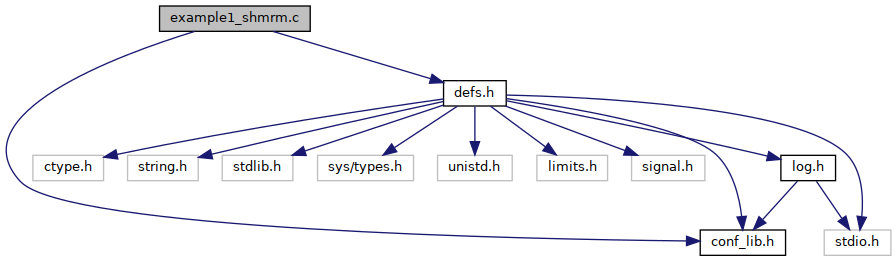 example1_shmrm.c
defs.h
ctype.h
string.h
stdlib.h
sys/types.h
unistd.h
limits.h
signal.h
log.h
conf_lib.h
stdio.h